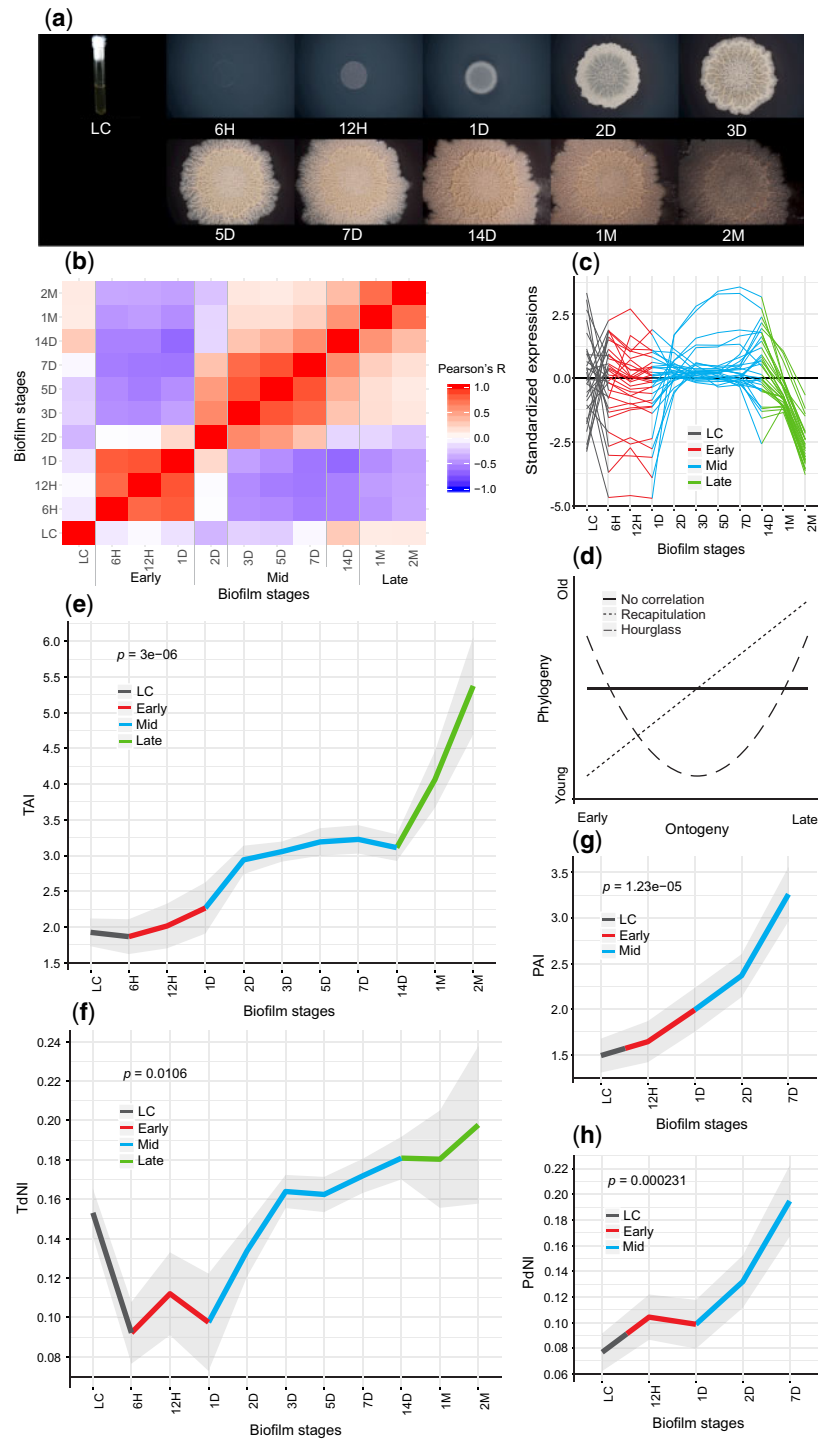 (a)
LC
6H
12H
1D
2D
3D
5D
7D
14D
1M
2M
(b)
Biofilm stages
2M
1M
14D
7D
5D
3D
2D
1D
12H
6H
LC
LC
6H
12H
1D
2D
3D
5D
7D
14D
1M
2M
Early
Mid
Late
Biofilm stages
Pearson's R
1.0
0.5
0.0
−0.5
−1.0
(c)
Standardized expressions
2.5
0.0
-2.5
-5.0
LC
Early
Mid
Late
LC
6H
12H
1D
2D
3D
5D
7D
14D
1M
2M
Biofilm stages
(d)
Phylogeny
Old
Young
No correlation
Recapitulation
Hourglass
Early
Late
Ontogeny
(e)
TAI
6.0
5.5
5.0
4.5
4.0
3.5
3.0
2.5
2.0
1.5
p = 3e−06
LC
Early
Mid
Late
LC
6H
12H
1D
2D
3D
5D
7D
14D
1M
2M
Biofilm stages
(f)
TdNI
0.24
0.22
0.20
0.18
0.16
0.14
0.12
0.10
0.08
p = 0.0106
LC
Early
Mid
Late
LC
6H
12H
1D
2D
3D
5D
7D
14D
1M
2M
Biofilm stages
(g)
PAI
3.5
3.0
2.5
2.0
1.5
p = 1.23e−05
LC
Early
Mid
LC
12H
1D
2D
7D
Biofilm stages
(h)
PdNI
0.22
0.20
0.18
0.16
0.14
0.12
0.10
0.08
0.06
p = 0.000231
LC
Early
Mid
LC
12H
1D
2D
7D
Biofilm stages